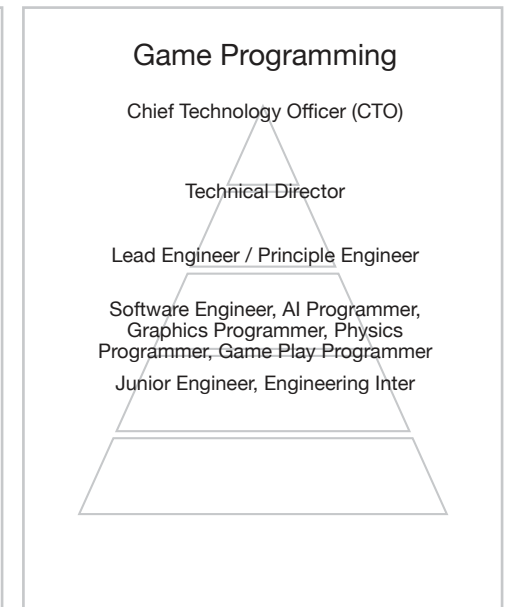 Game Programming
Chief Technology Officer (CTO)
Technical Director
Lead Engineer / Principle Engineer
Software Engineer, AI Programmer,
Graphics Programmer, Physics
Programmer, Game Play Programmer
Junior Engineer, Engineering Inter